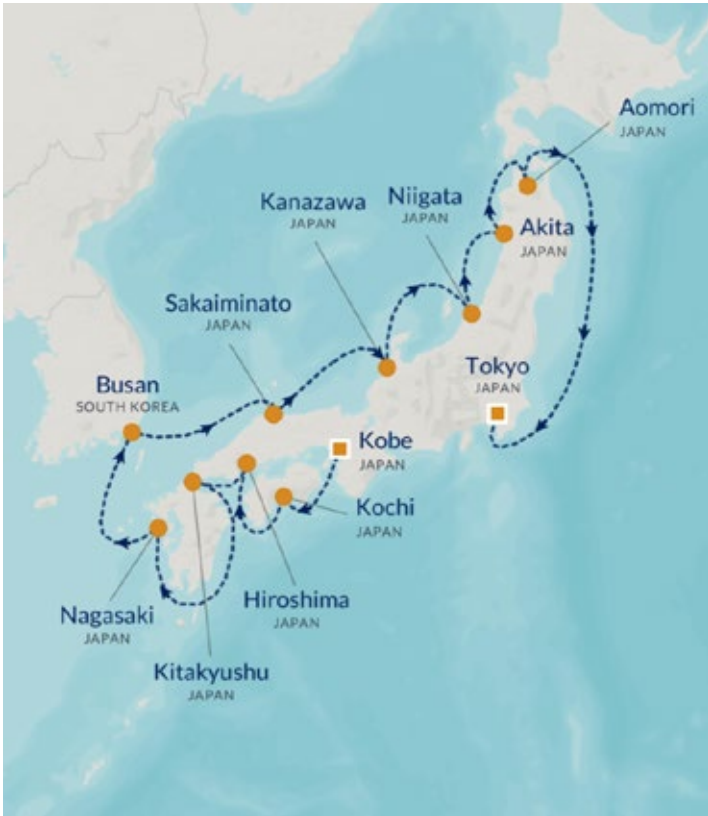 Aomori
JAPAN
Niigata
JAPAN
Kanazawa
JAPAN
Akita
JAPAN
Sakaiminato
JAPAN
Tokyo
JAPAN
Busan
SOUTH KOREA
Kobe
JAPAN
Kochi
JAPAN
Hiroshima
JAPAN
Nagasaki
JAPAN
Kitakyushu
JAPAN